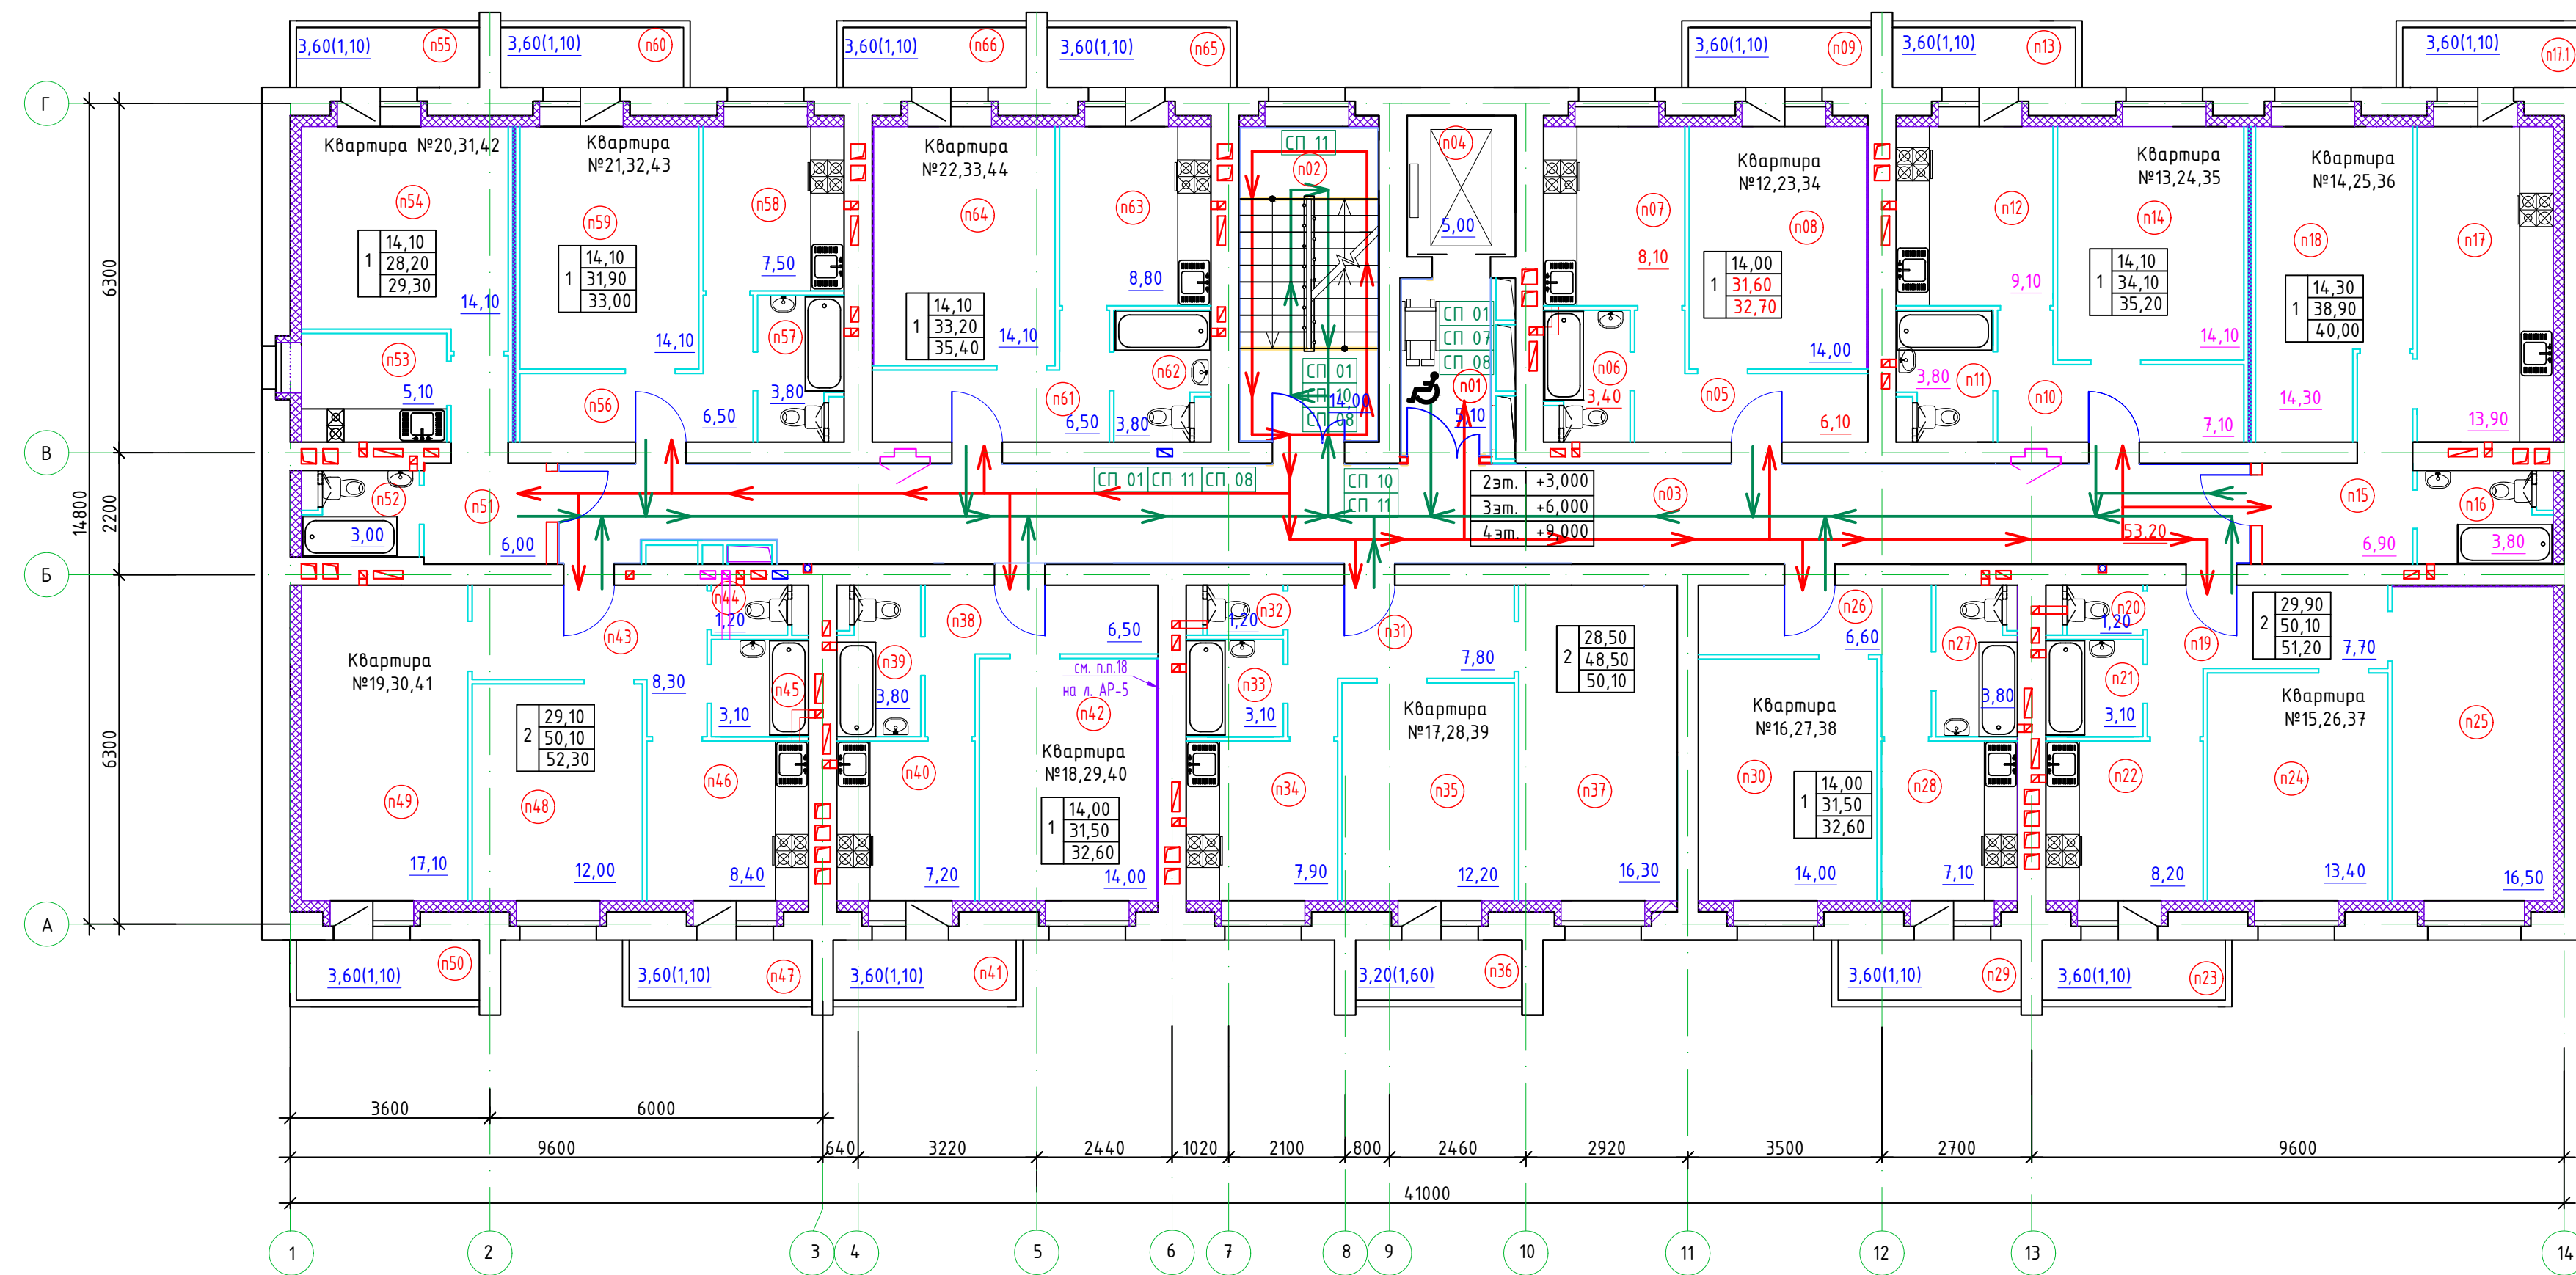 3,60(1,10) п55 3,60(1,10) п60 3,60(1,10) п66 3,60(1,10) п65 3,60(1,10) п09 3,60(1,10) п13 3,60(1,10) п17.1
Г
Квартира №20,31,42
п54
1 14,10
28,20
29,30
14,10
п53
5,10
Квартира
№21,32,43
п59
1 14,10
31,90
33,00
14,10
п58
7,50
п57
3,80
п56
6,50
Квартира
№22,33,44
п64
1 14,10
33,20
35,40
14,10
п63
8,80
п62
3,80
п61
6,50
СП 11
п02
СП 01
СП 10
СП 08
14,00
п04
5,00
СП 01
СП 07
СП 08
п01
5,10
п07
8,10
Квартира
№12,23,34
п08
1 14,00
31,60
32,70
14,00
п06
3,40
п05
6,10
п12
9,10
Квартира
№13,24,35
п14
1 14,10
34,10
35,20
14,10
п11
3,80
п10
7,10
Квартира
№14,25,36
п18
1 14,30
38,90
40,00
14,30
п17
13,90
В
п52
3,00
п51
6,00
СП 01 СП 11 СП 08
СП 10
СП 11
2эт. +3,000
3эт. +6,000
4эт. +9,000
п03
53,20
п15
6,90
п16
3,80
Б
п44
1,20
п43
8,30
п45
3,10
Квартира
№19,30,41
2 29,10
50,10
52,30
п49
17,10
п48
12,00
п46
8,40
п38
6,50
п39
3,80
см. п.п.18
на л. АР-5
п42
Квартира
№18,29,40
1 14,00
31,50
32,60
14,00
п40
7,20
п32
1,20
п31
7,80
п33
3,10
2 28,50
48,50
50,10
Квартира
№17,28,39
п34
7,90
п35
12,20
п37
16,30
п26
6,60
п27
3,80
Квартира
№16,27,38
п30
1 14,00
31,50
32,60
14,00
п28
7,10
п20
1,20
п19
7,70
п21
3,10
2 29,90
50,10
51,20
Квартира
№15,26,37
п22
8,20
п24
13,40
п25
16,50
А
3,60(1,10) п50 3,60(1,10) п47 3,60(1,10) п41 3,20(1,60) п36 3,60(1,10) п29 3,60(1,10) п23
6300
2200
6300
14800
3600 6000
9600 640 3220 2440 1020 2100 800 2460 2920 3500 2700 9600
41000
1 2 3 4 5 6 7 8 9 10 11 12 13 14